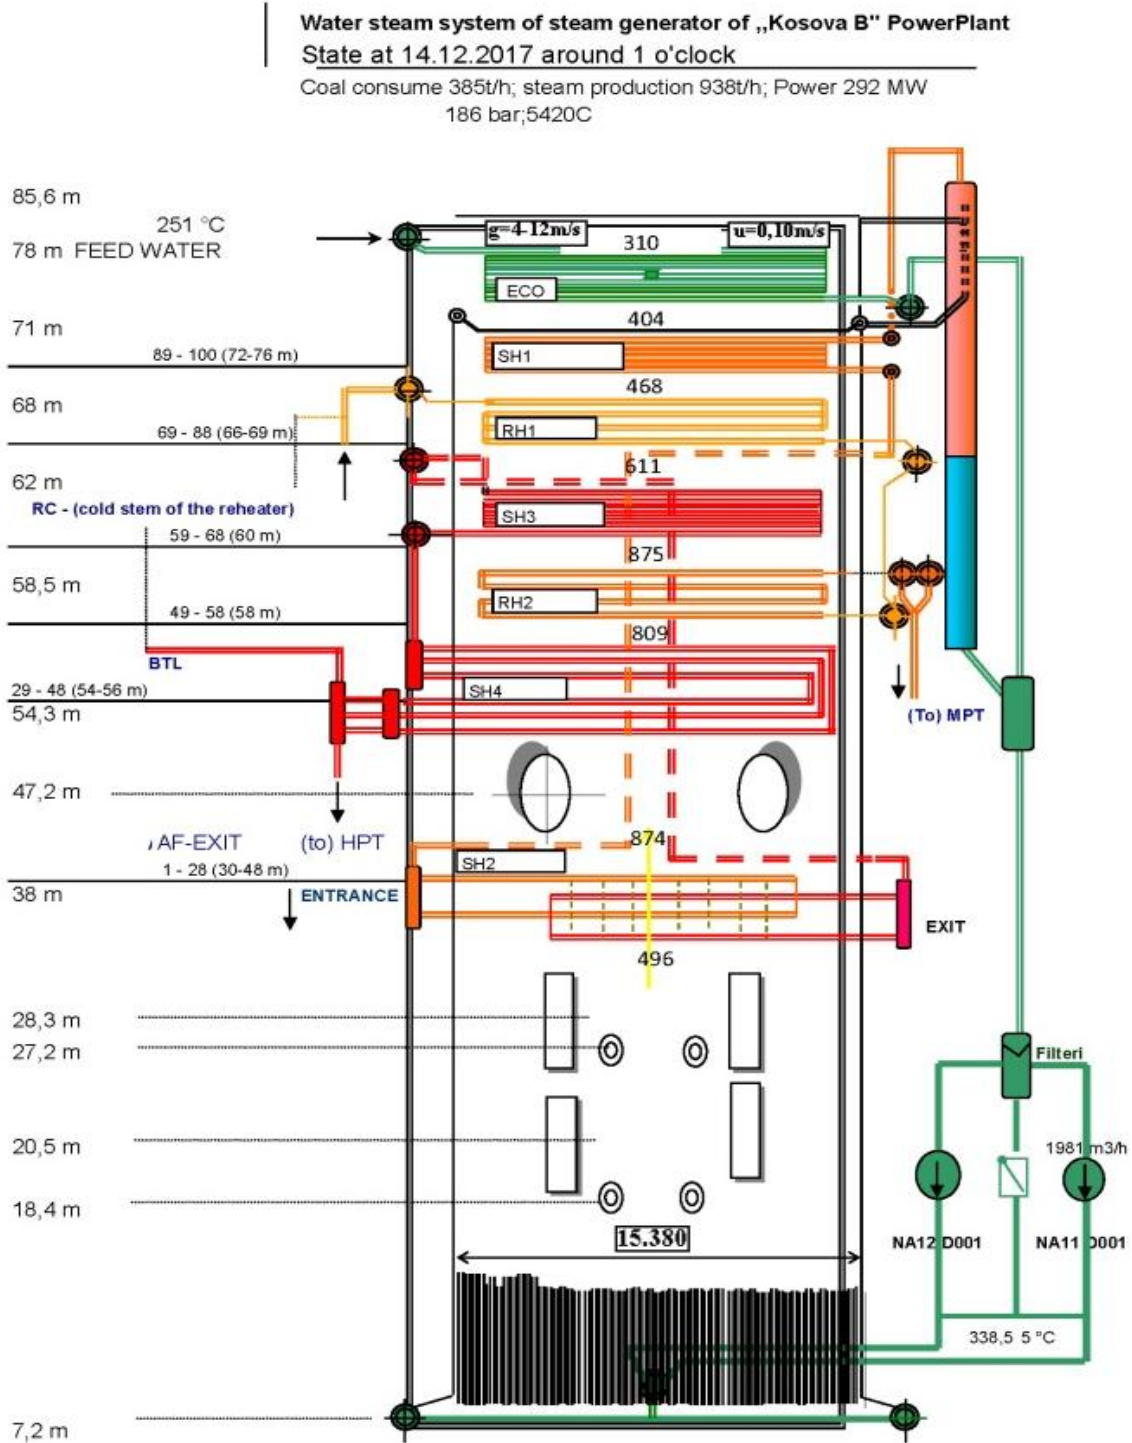 Water steam system of steam generator of ,,Kosova B" PowerPlant
State at 14.12.2017 around 1 o'clock
Coal consume 385t/h; steam production 938t/h; Power 292 MW
186 bar;5420C
85,6 m
251 °C
78 m FEED WATER
g=4-12m/s
u=0,10m/s
310
ECO
71 m
404
89 - 100 (72-76 m)
SH1
468
68 m
69 - 88 (66-69 m)
RH1
62 m
611
RC - (cold stem of the reheater)
SH3
59 - 68 (60 m)
875
58,5 m
RH2
49 - 58 (58 m)
809
BTL
29 - 48 (54-56 m)
SH4
54,3 m
(To) MPT
47,2 m
AF-EXIT
(to) HPT
874
1 - 28 (30-48 m)
SH2
38 m
ENTRANCE
EXIT
496
28,3 m
27,2 m
Filteri
20,5 m
1981 m3/h
18,4 m
15.380
NA12 D001
NA11 D001
338,5 5 °C
7,2 m